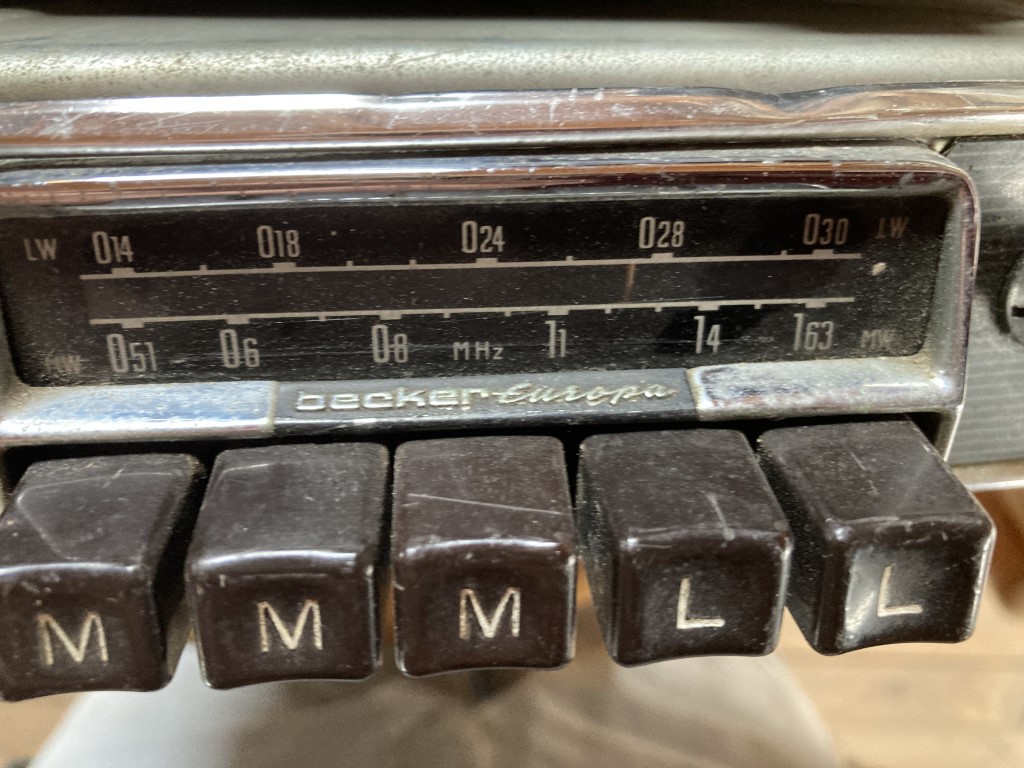 LW 014 018 024 028 030 LW
MW 051 06 08 MHz 11 14 163 MW
becker Europa
M M M L L